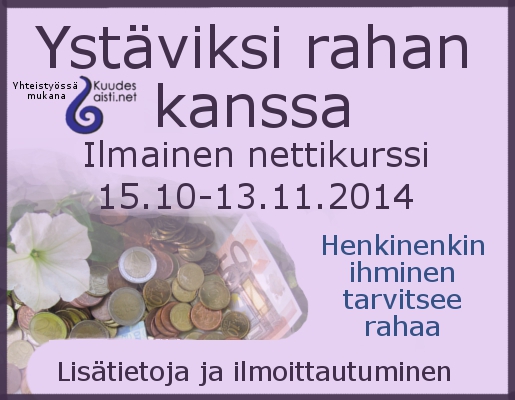 Ystäviksi rahan
kanssa
Yhteistyössä
mukana
Kuudes
aisti.net
Ilmainen nettikurssi
15.10-13.11.2014
Henkinenkin
ihminen
tarvitsee
rahaa
Lisätietoja ja ilmoittautuminen